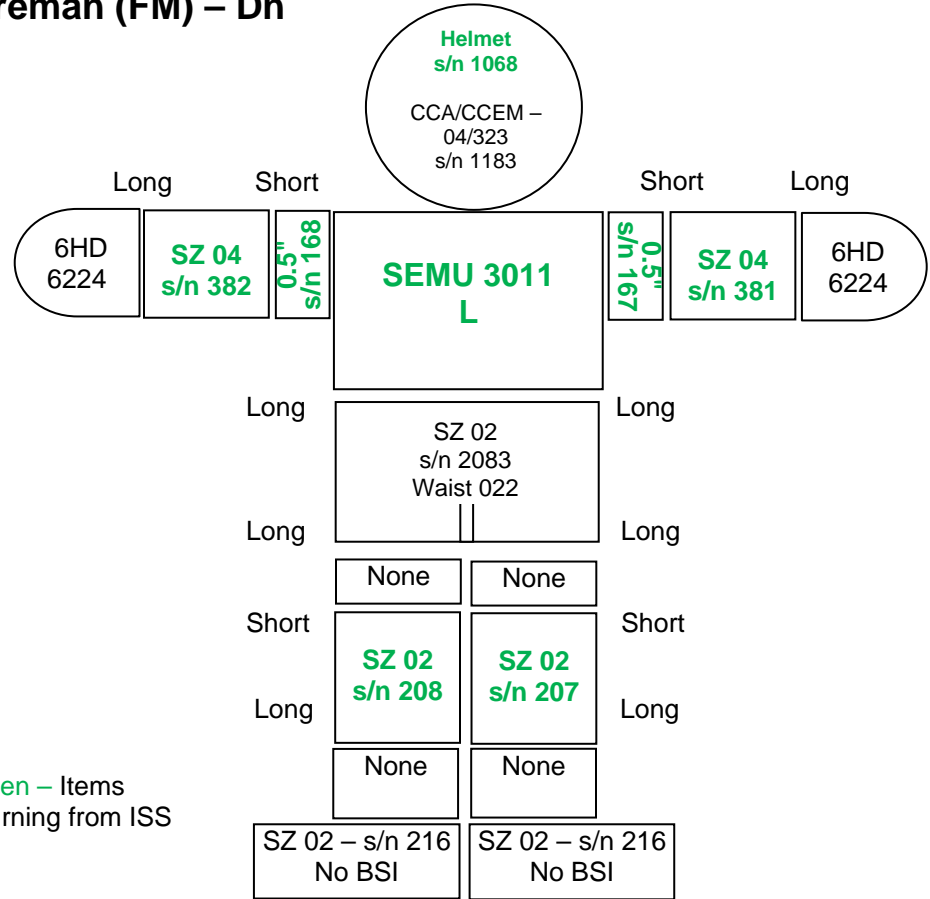 reman (FM) – Dn
Helmet
s/n 1068
CCA/CCEM –
04/323
s/n 1183
Long
Short
Short
Long
6HD
6224
SZ 04
s/n 382
0.5"
s/n 168
SEMU 3011
L
0.5"
s/n 167
SZ 04
s/n 381
6HD
6224
Long
Long
SZ 02
s/n 2083
Waist 022
Long
Long
None
None
Short
Short
SZ 02
s/n 208
SZ 02
s/n 207
Long
Long
None
None
en – Items
rning from ISS
SZ 02 – s/n 216
No BSI
SZ 02 – s/n 216
No BSI